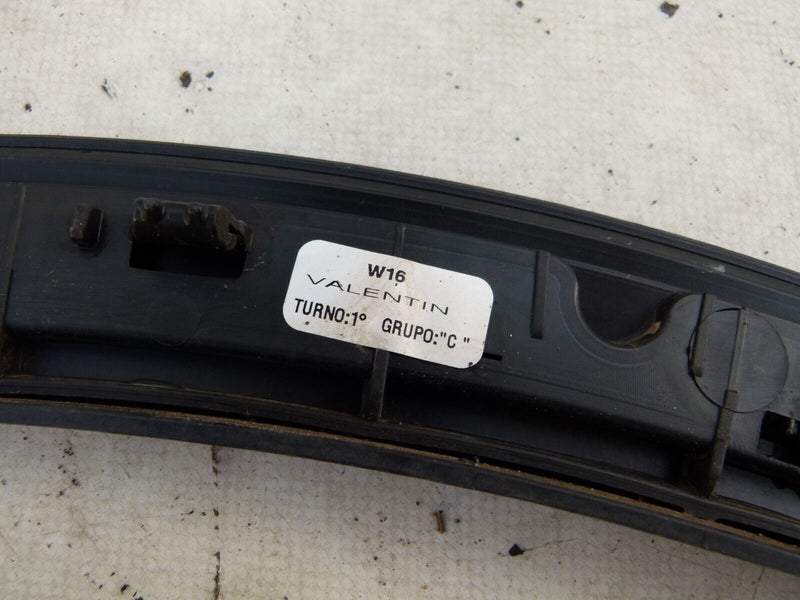 W16
VALENTIN
TURNO:1° GRUPO:"C "